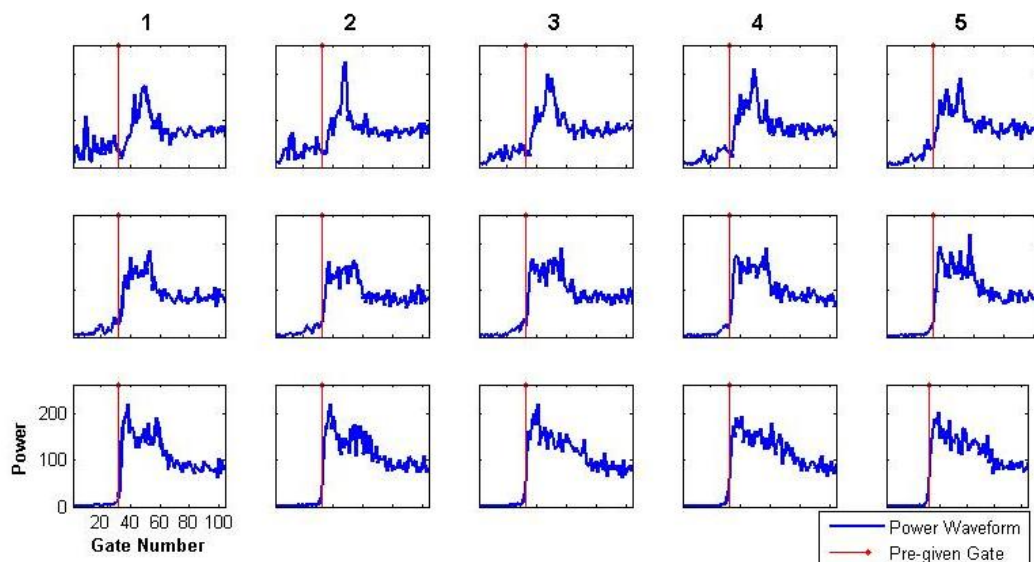 1 2 3 4 5
200
100
0
Power
20 40 60 80 100
Gate Number
Power Waveform
Pre-given Gate